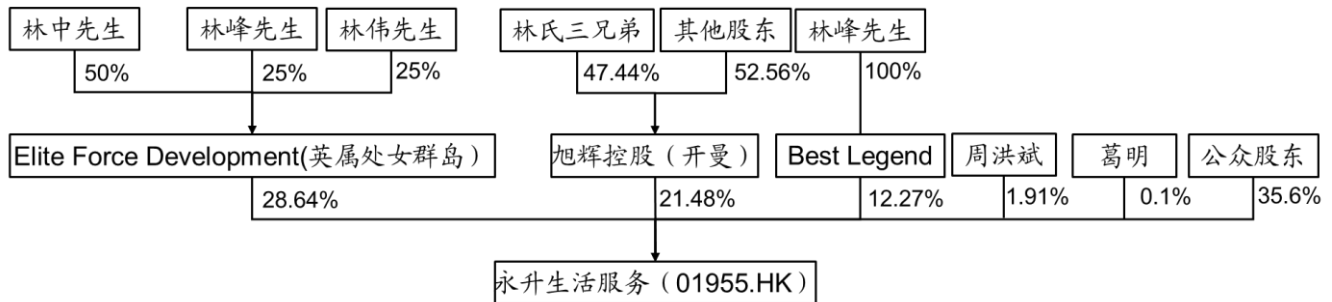 林中先生 林峰先生 林伟先生 林氏三兄弟 其他股东 林峰先生
50% 25% 25% 47.44% 52.56% 100%
Elite Force Development(英属处女群岛） 旭辉控股（开曼） Best Legend 周洪斌 葛明 公众股东
28.64% 21.48% 12.27% 1.91% 0.1% 35.6%
永升生活服务（01955.HK）